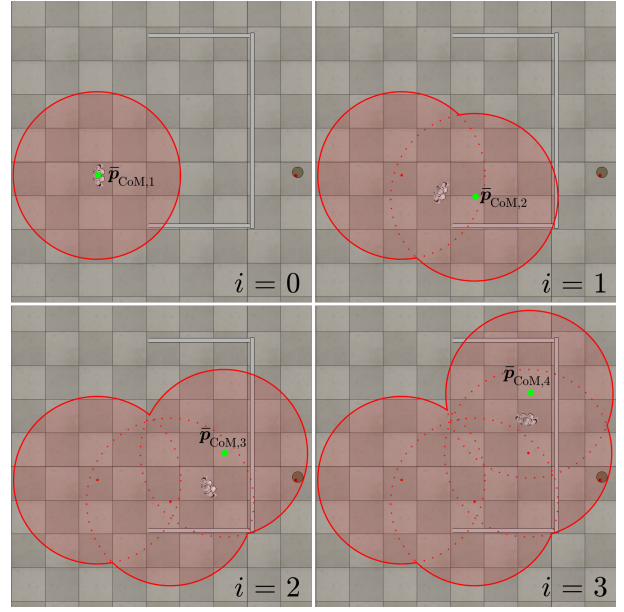 p̄CoM,1
i = 0
p̄CoM,2
i = 1
p̄CoM,3
i = 2
p̄CoM,4
i = 3